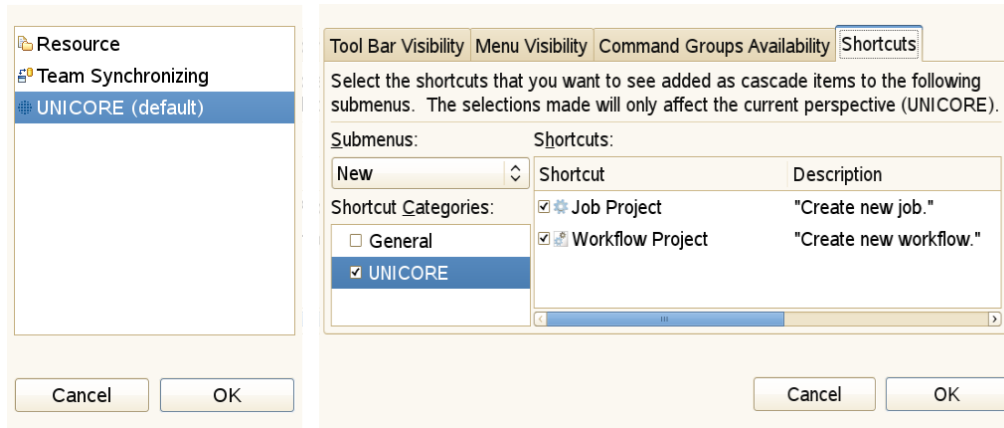 Resource
Team Synchronizing
UNICORE (default)
Cancel OK
Tool Bar Visibility Menu Visibility Command Groups Availability Shortcuts
Select the shortcuts that you want to see added as cascade items to the following
submenus. The selections made will only affect the current perspective (UNICORE).
Submenus: Shortcuts:
New Shortcut Description
Shortcut Categories: Job Project "Create new job."
General Workflow Project "Create new workflow."
UNICORE
Cancel OK